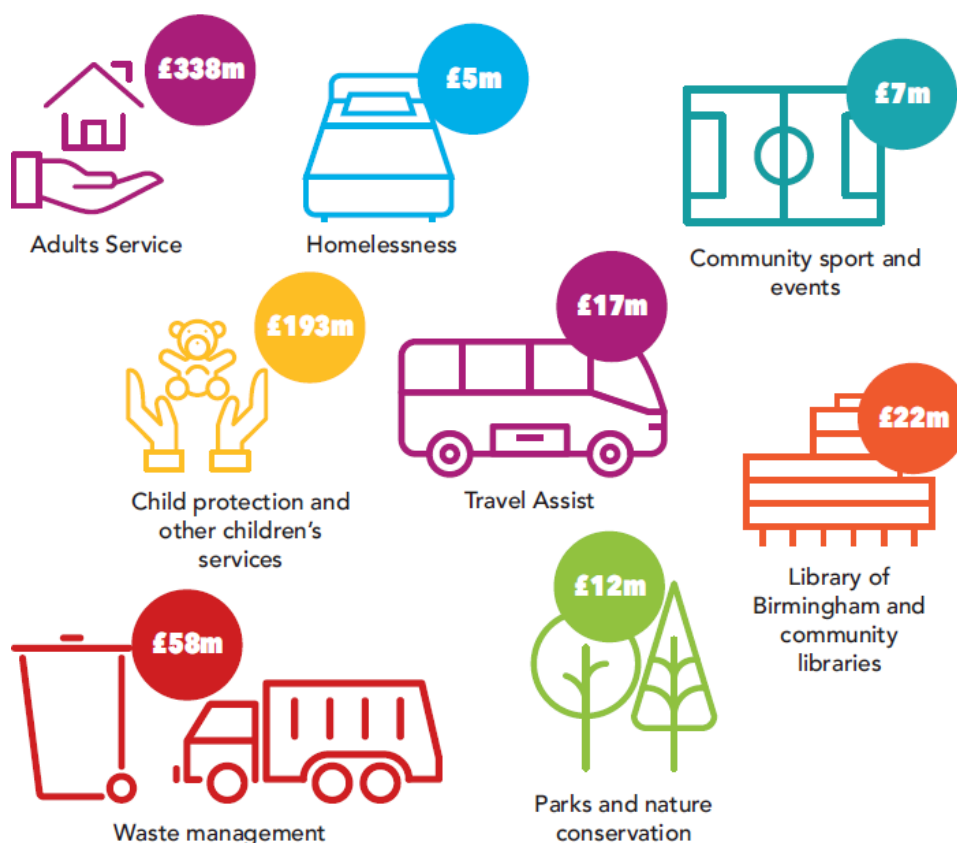 £338m
Adults Service
£5m
Homelessness
£7m
Community sport and
events
£193m
Child protection and
other children's
services
£17m
Travel Assist
£22m
Library of
Birmingham and
community
libraries
£58m
Waste management
£12m
Parks and nature
conservation